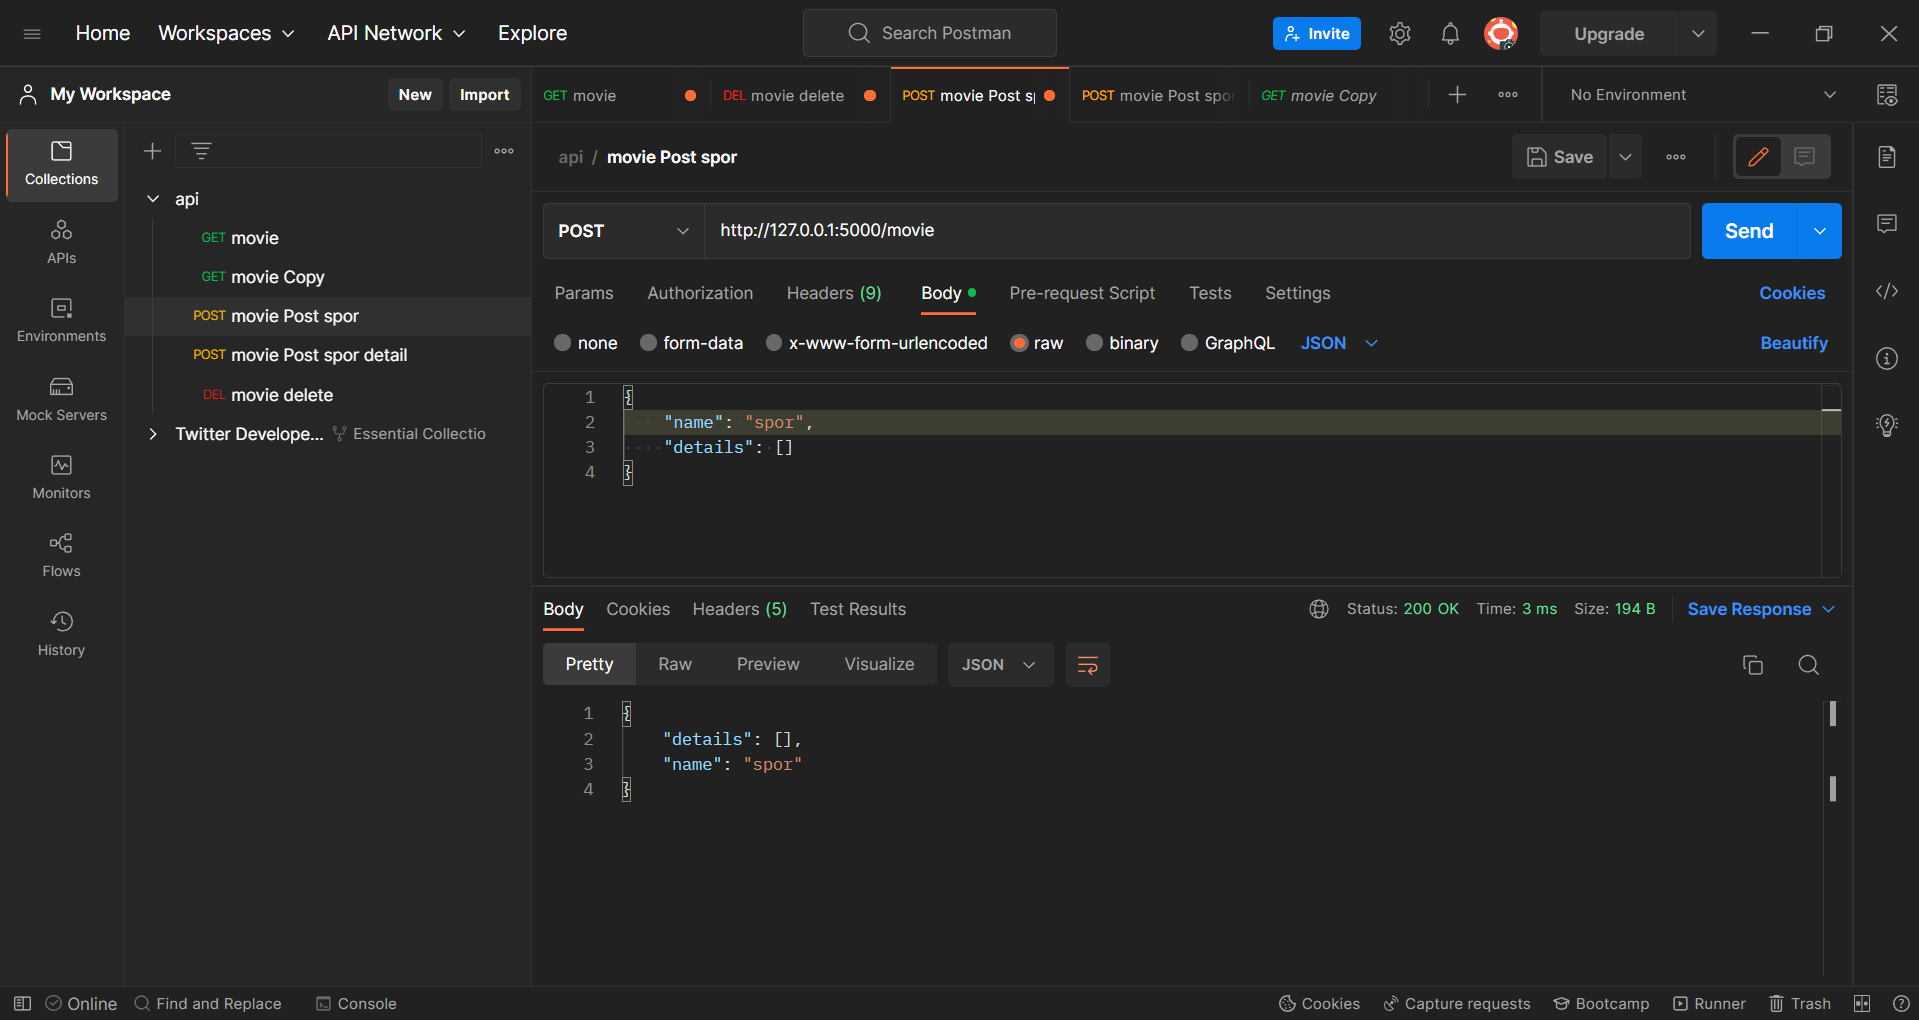 Home Workspaces API Network Explore Search Postman Invite Upgrade
My Workspace New Import GET movie DEL movie delete POST movie Post s POST movie Post spo GET movie Copy No Environment
Collections
APIs
Environments
Mock Servers
Monitors
Flows
History
api
GET movie
GET movie Copy
POST movie Post spor
POST movie Post spor detail
DEL movie delete
Twitter Develope... Essential Collectio
api / movie Post spor Save
POST http://127.0.0.1:5000/movie Send
Params Authorization Headers (9) Body Pre-request Script Tests Settings Cookies
none form-data x-www-form-urlencoded raw binary GraphQL JSON Beautify
1 {
2 "name": "spor",
3 "details": []
4 }
Body Cookies Headers (5) Test Results Status: 200 OK Time: 3 ms Size: 194 B Save Response
Pretty Raw Preview Visualize JSON
1 {
2 "details": [],
3 "name": "spor"
4 }
Online Find and Replace Console Cookies Capture requests Bootcamp Runner Trash